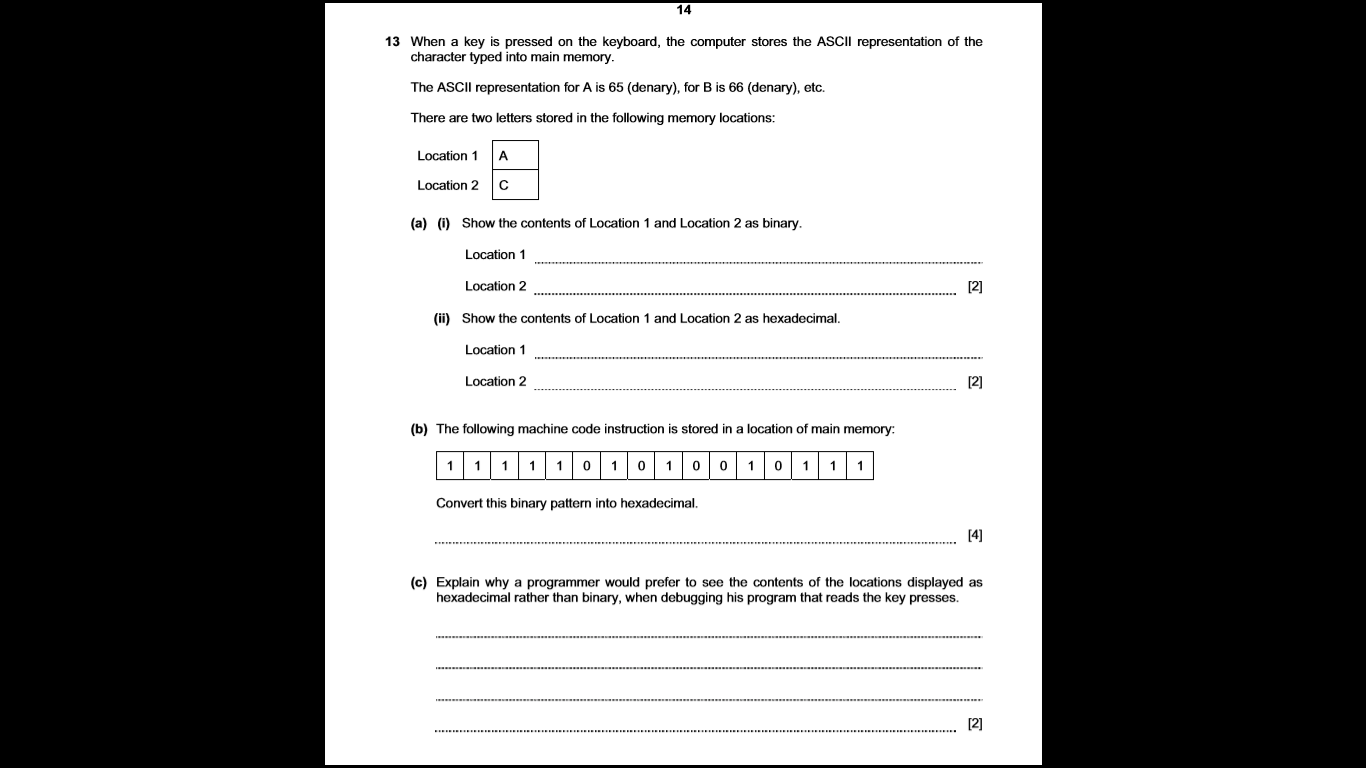 14
13 When a key is pressed on the keyboard, the computer stores the ASCII representation of the
character typed into main memory.
The ASCII representation for A is 65 (denary), for B is 66 (denary), etc.
There are two letters stored in the following memory locations:
Location 1 A
Location 2 C
(a) (i) Show the contents of Location 1 and Location 2 as binary.
Location 1
Location 2 [2]
(ii) Show the contents of Location 1 and Location 2 as hexadecimal.
Location 1
Location 2 [2]
(b) The following machine code instruction is stored in a location of main memory:
1 1 1 1 1 0 1 0 1 0 0 1 0 1 1 1
Convert this binary pattern into hexadecimal.
[4]
(c) Explain why a programmer would prefer to see the contents of the locations displayed as
hexadecimal rather than binary, when debugging his program that reads the key presses.
[2]